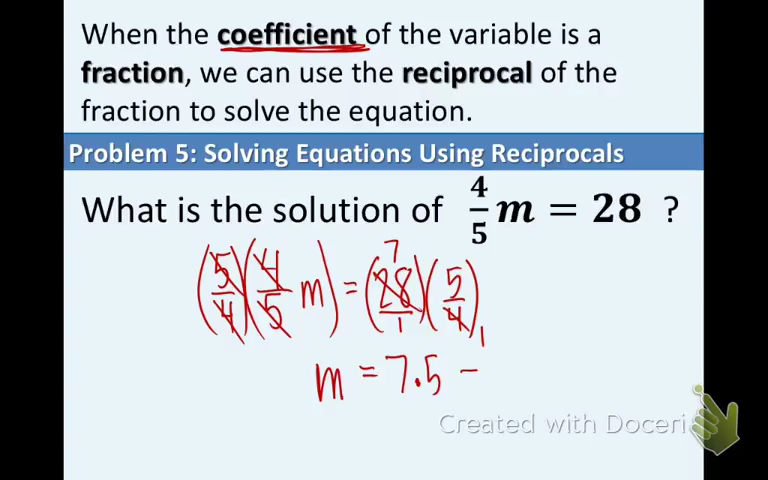 When the coefficient of the variable is a
fraction, we can use the reciprocal of the
fraction to solve the equation.
Problem 5: Solving Equations Using Reciprocals
What is the solution of 4/5 m = 28 ?
7
(5/4)(4/5 m) = (28/1)(5/4)
1
m = 7·5 =
Created with Doceri